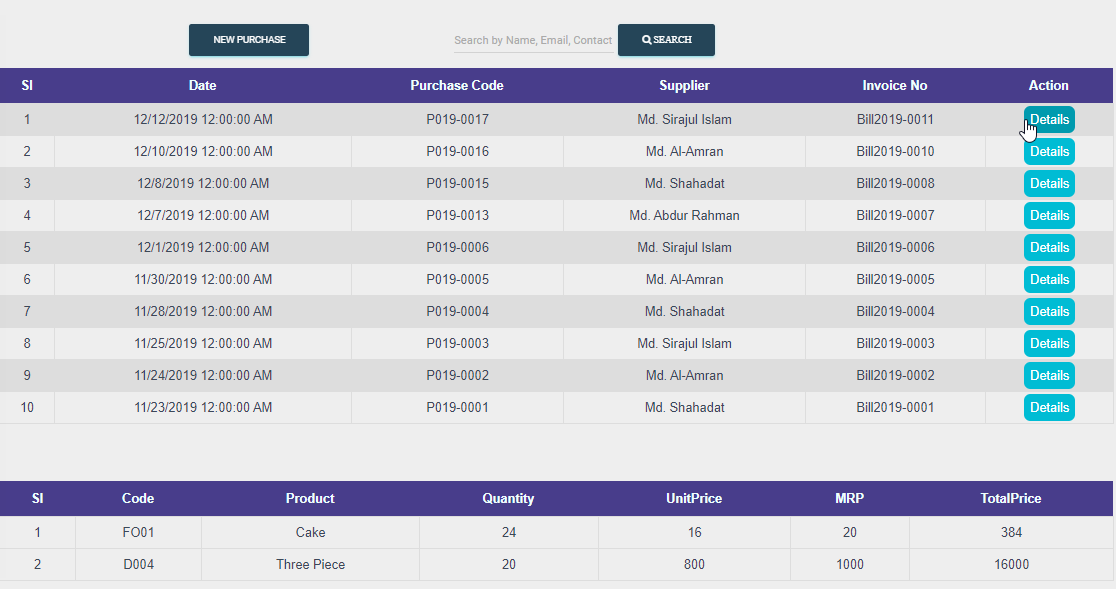 NEW PURCHASE Search by Name, Email, Contact SEARCH
Sl Date Purchase Code Supplier Invoice No Action
1 12/12/2019 12:00:00 AM P019-0017 Md. Sirajul Islam Bill2019-0011 Details
2 12/10/2019 12:00:00 AM P019-0016 Md. Al-Amran Bill2019-0010 Details
3 12/8/2019 12:00:00 AM P019-0015 Md. Shahadat Bill2019-0008 Details
4 12/7/2019 12:00:00 AM P019-0013 Md. Abdur Rahman Bill2019-0007 Details
5 12/1/2019 12:00:00 AM P019-0006 Md. Sirajul Islam Bill2019-0006 Details
6 11/30/2019 12:00:00 AM P019-0005 Md. Al-Amran Bill2019-0005 Details
7 11/28/2019 12:00:00 AM P019-0004 Md. Shahadat Bill2019-0004 Details
8 11/25/2019 12:00:00 AM P019-0003 Md. Sirajul Islam Bill2019-0003 Details
9 11/24/2019 12:00:00 AM P019-0002 Md. Al-Amran Bill2019-0002 Details
10 11/23/2019 12:00:00 AM P019-0001 Md. Shahadat Bill2019-0001 Details
Sl Code Product Quantity UnitPrice MRP TotalPrice
1 FO01 Cake 24 16 20 384
2 D004 Three Piece 20 800 1000 16000